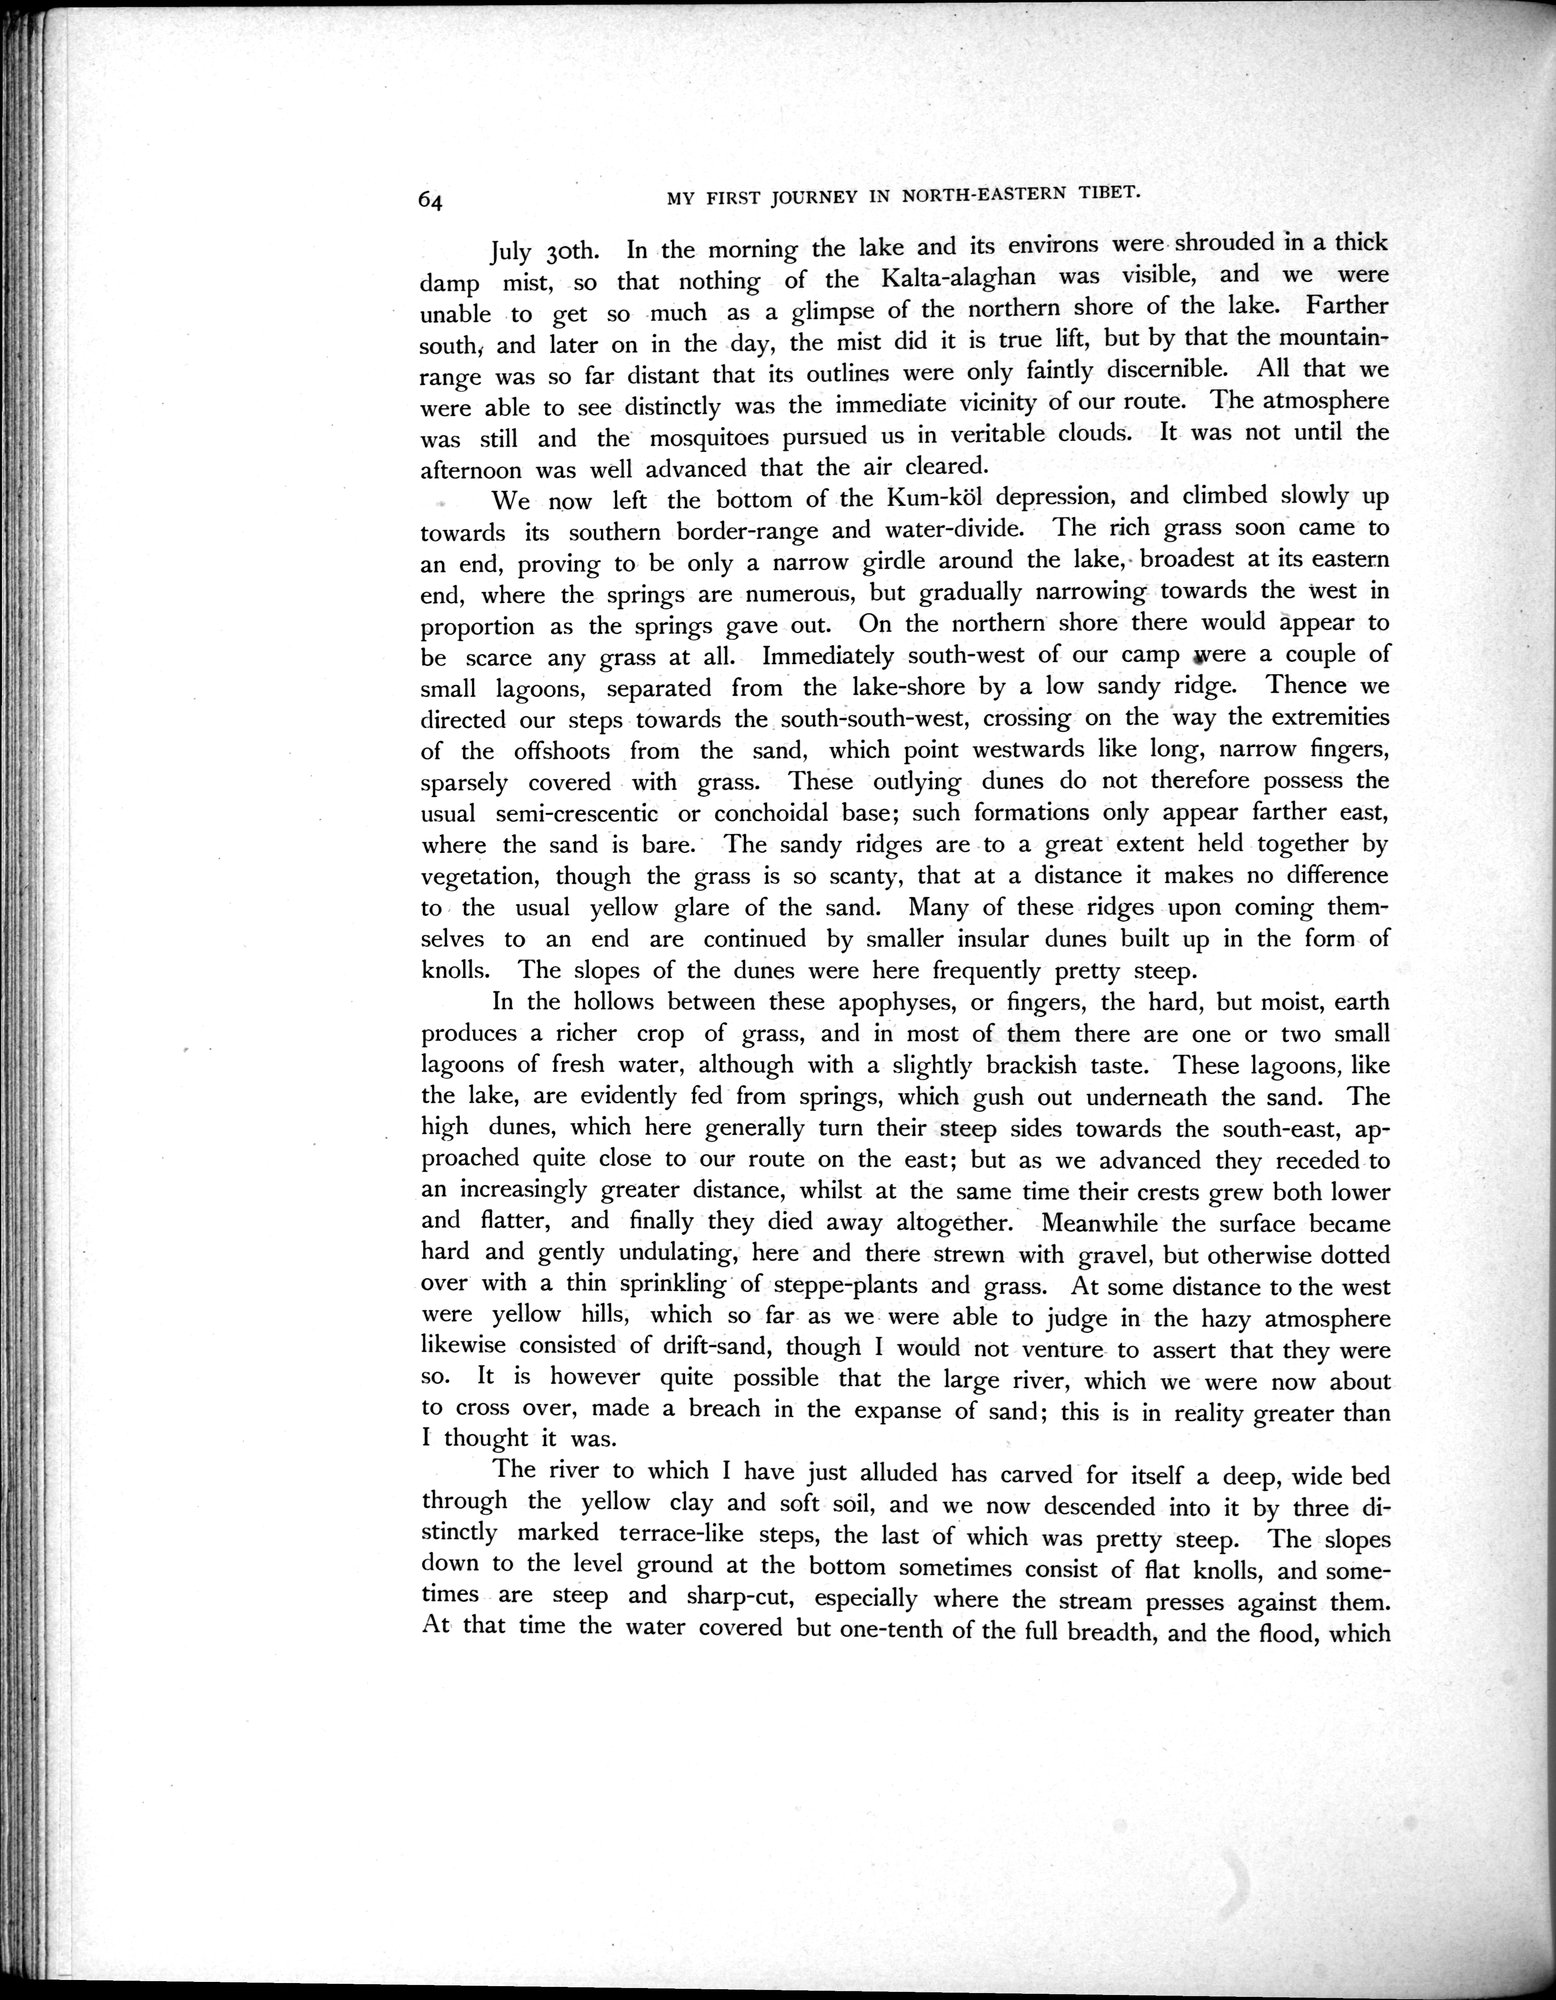 64 MY FIRST JOURNEY IN NORTH-EASTERN TIBET.
July 30th. In the morning the lake and its environs were shrouded in a thick
damp mist, so that nothing of the Kalta-alaghan was visible, and we were
unable to get so much as a glimpse of the northern shore of the lake. Farther
south, and later on in the day, the mist did it is true lift, but by that the mountain-
range was so far distant that its outlines were only faintly discernible. All that we
were able to see distinctly was the immediate vicinity of our route. The atmosphere
was still and the mosquitoes pursued us in veritable clouds. It was not until the
afternoon was well advanced that the air cleared.
We now left the bottom of the Kum-köl depression, and climbed slowly up
towards its southern border-range and water-divide. The rich grass soon came to
an end, proving to be only a narrow girdle around the lake, broadest at its eastern
end, where the springs are numerous, but gradually narrowing towards the west in
proportion as the springs gave out. On the northern shore there would appear to
be scarce any grass at all. Immediately south-west of our camp were a couple of
small lagoons, separated from the lake-shore by a low sandy ridge. Thence we
directed our steps towards the south-south-west, crossing on the way the extremities
of the offshoots from the sand, which point westwards like long, narrow fingers,
sparsely covered with grass. These outlying dunes do not therefore possess the
usual semi-crescentic or conchoidal base; such formations only appear farther east,
where the sand is bare. The sandy ridges are to a great extent held together by
vegetation, though the grass is so scanty, that at a distance it makes no difference
to the usual yellow glare of the sand. Many of these ridges upon coming them-
selves to an end are continued by smaller insular dunes built up in the form of
knolls. The slopes of the dunes were here frequently pretty steep.
In the hollows between these apophyses, or fingers, the hard, but moist, earth
produces a richer crop of grass, and in most of them there are one or two small
lagoons of fresh water, although with a slightly brackish taste. These lagoons, like
the lake, are evidently fed from springs, which gush out underneath the sand. The
high dunes, which here generally turn their steep sides towards the south-east, ap-
proached quite close to our route on the east; but as we advanced they receded to
an increasingly greater distance, whilst at the same time their crests grew both lower
and flatter, and finally they died away altogether. Meanwhile the surface became
hard and gently undulating, here and there strewn with gravel, but otherwise dotted
over with a thin sprinkling of steppe-plants and grass. At some distance to the west
were yellow hills, which so far as we were able to judge in the hazy atmosphere
likewise consisted of drift-sand, though I would not venture to assert that they were
so. It is however quite possible that the large river, which we were now about
to cross over, made a breach in the expanse of sand; this is in reality greater than
I thought it was.
The river to which I have just alluded has carved for itself a deep, wide bed
through the yellow clay and soft soil, and we now descended into it by three di-
stinctly marked terrace-like steps, the last of which was pretty steep. The slopes
down to the level ground at the bottom sometimes consist of flat knolls, and some-
times are steep and sharp-cut, especially where the stream presses against them.
At that time the water covered but one-tenth of the full breadth, and the flood, which